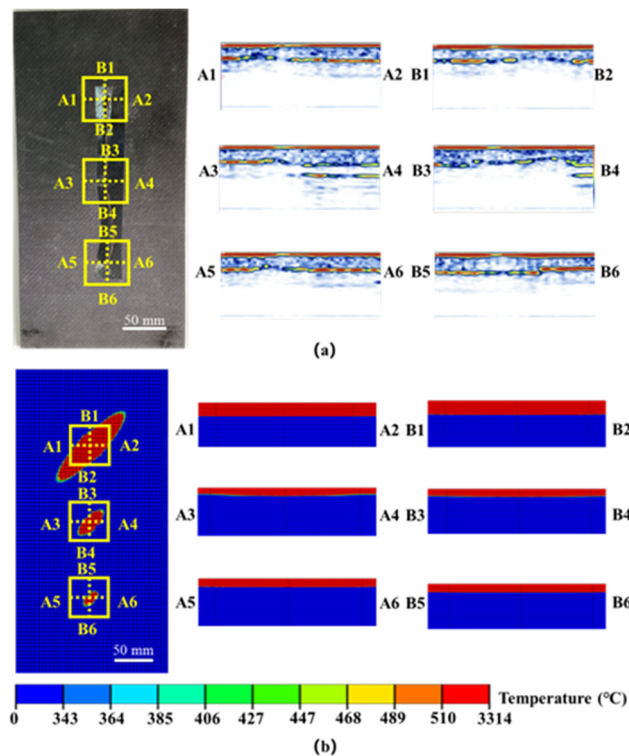 B1
A1 A2
B2
B3
A3 A4
B4
B5
A5 A6
B6
50 mm
A1 A2 B1 B2
A3 A4 B3 B4
A5 A6 B5 B6
(a)
B1
A1 A2
B2
B3
A3 A4
B4
B5
A5 A6
B6
50 mm
A1 A2 B1 B2
A3 A4 B3 B4
A5 A6 B5 B6
Temperature (°C)
0 343 364 385 406 427 447 468 489 510 3314
(b)